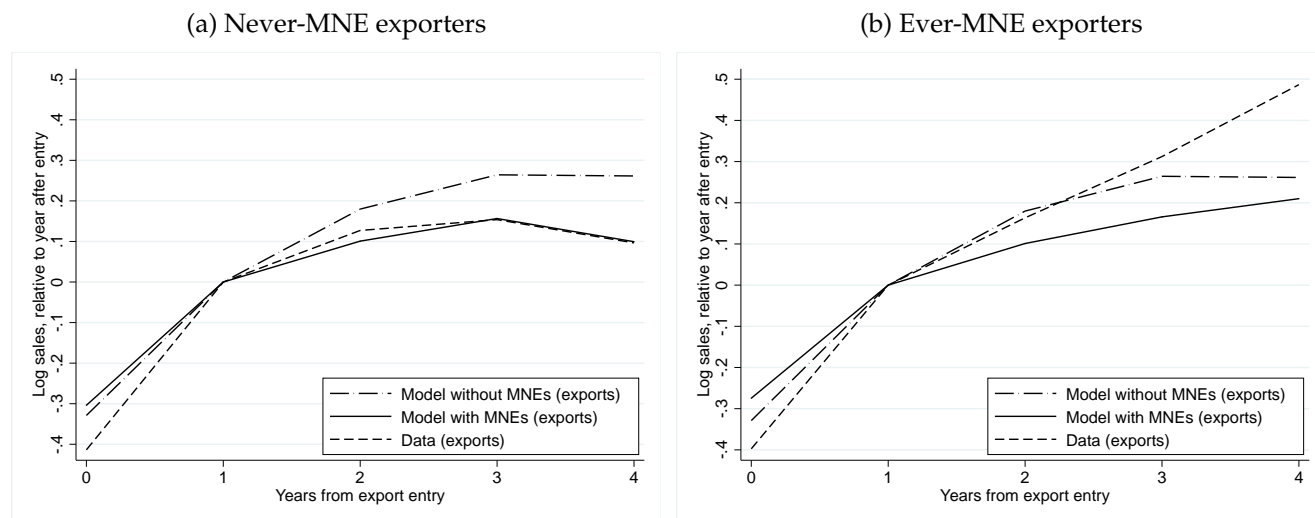 (a) Never-MNE exporters
Log sales, relative to year after entry
.5
.4
.3
.2
.1
0
-.1
-.2
-.3
-.4
0 1 2 3 4
Years from export entry
Model without MNEs (exports)
Model with MNEs (exports)
Data (exports)
(b) Ever-MNE exporters
Log sales, relative to year after entry
.5
.4
.3
.2
.1
0
-.1
-.2
-.3
-.4
0 1 2 3 4
Years from export entry
Model without MNEs (exports)
Model with MNEs (exports)
Data (exports)